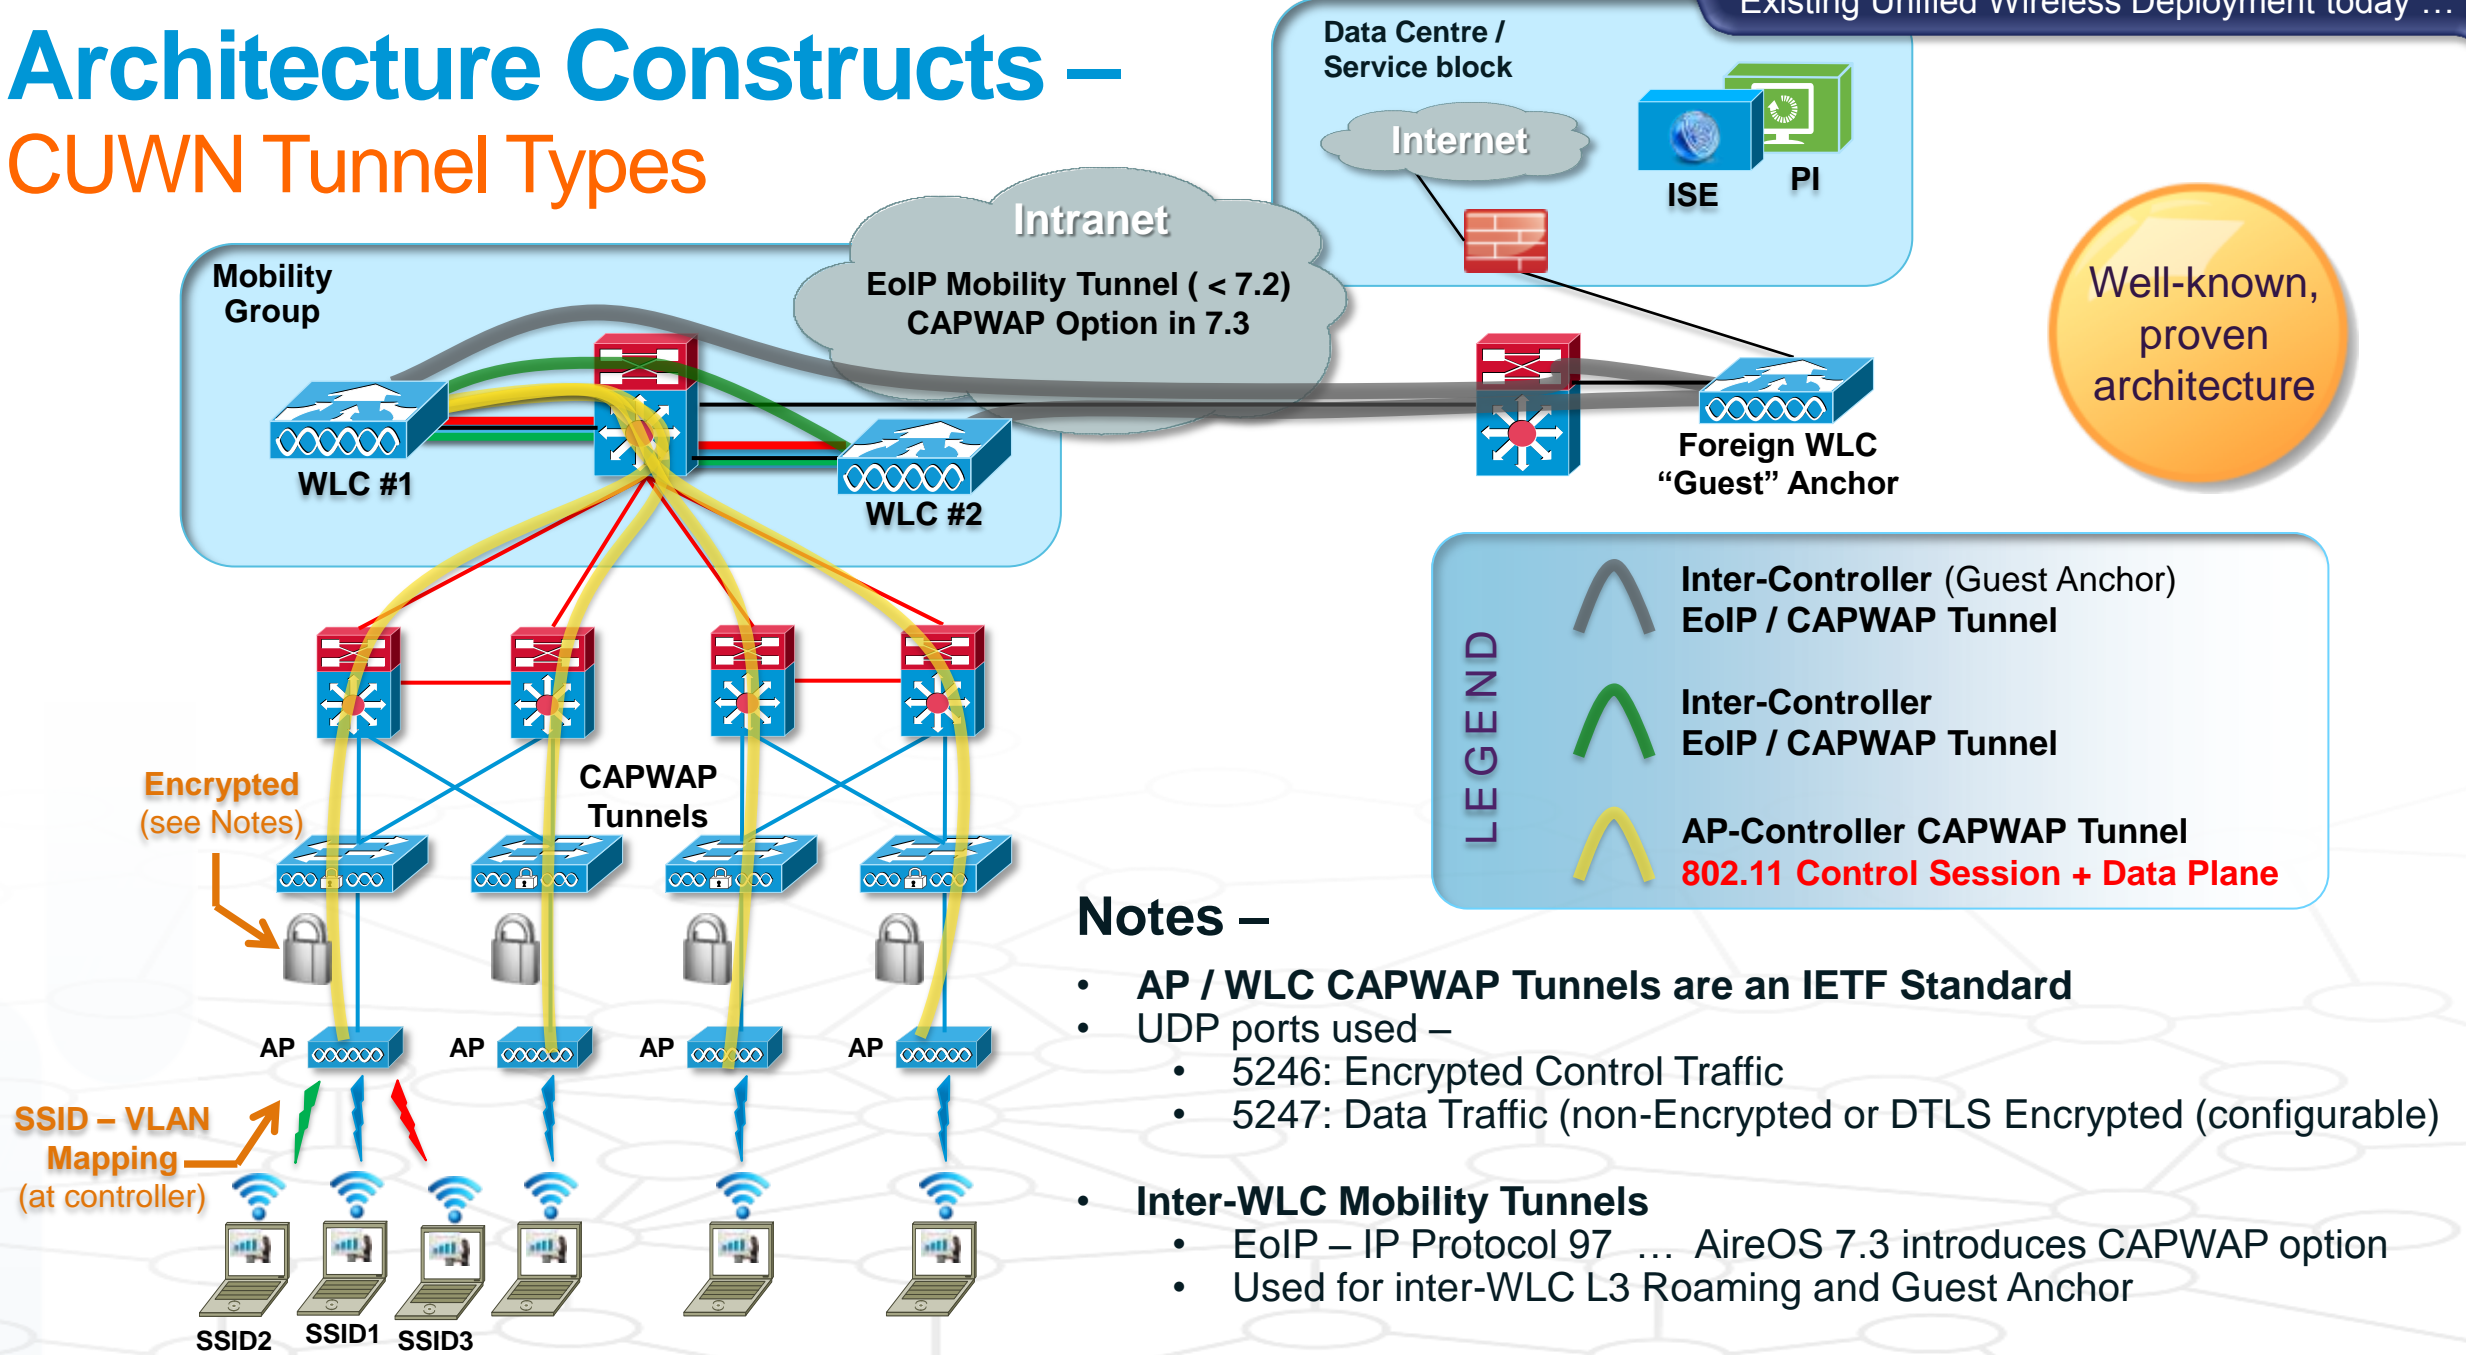 Existing Unified Wireless Deployment today …
Architecture Constructs –
CUWN Tunnel Types
Data Centre /
Service block
Internet
ISE
PI
Intranet
EoIP Mobility Tunnel ( < 7.2)
CAPWAP Option in 7.3
Mobility
Group
WLC #1
WLC #2
Foreign WLC
“Guest” Anchor
Well-known,
proven
architecture
LEGEND
Inter-Controller (Guest Anchor)
EoIP / CAPWAP Tunnel
Inter-Controller
EoIP / CAPWAP Tunnel
AP-Controller CAPWAP Tunnel
802.11 Control Session + Data Plane
CAPWAP
Tunnels
Encrypted
(see Notes)
AP
AP
AP
AP
SSID – VLAN
Mapping
(at controller)
SSID2
SSID1
SSID3
Notes –
• AP / WLC CAPWAP Tunnels are an IETF Standard
• UDP ports used –
• 5246: Encrypted Control Traffic
• 5247: Data Traffic (non-Encrypted or DTLS Encrypted (configurable)
• Inter-WLC Mobility Tunnels
• EoIP – IP Protocol 97 … AireOS 7.3 introduces CAPWAP option
• Used for inter-WLC L3 Roaming and Guest Anchor